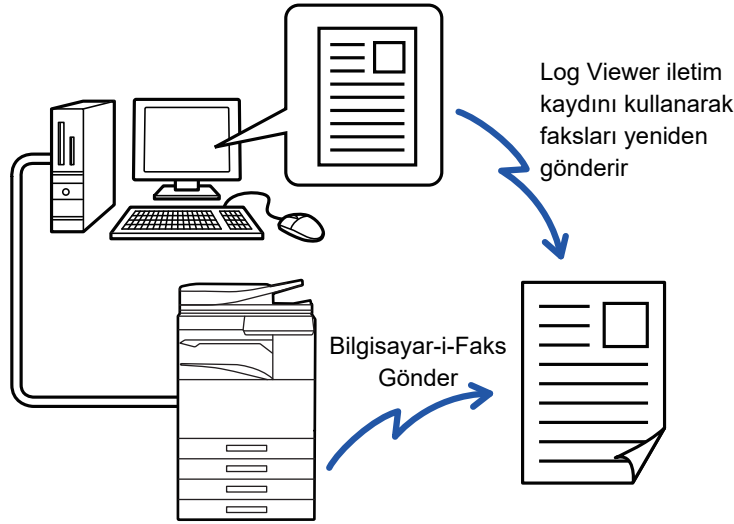 Log Viewer iletim
kaydını kullanarak
faksları yeniden
gönderir
Bilgisayar-i-Faks
Gönder